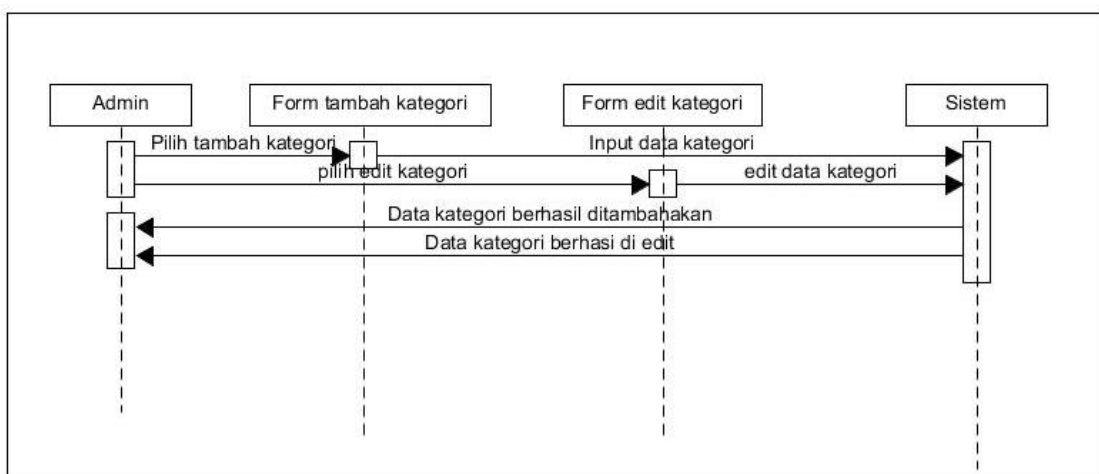 Admin
Form tambah kategori
Form edit kategori
Sistem
Pilih tambah kategori
Input data kategori
pilih edit kategori
edit data kategori
Data kategori berhasil ditambahakan
Data kategori berhasi di edit